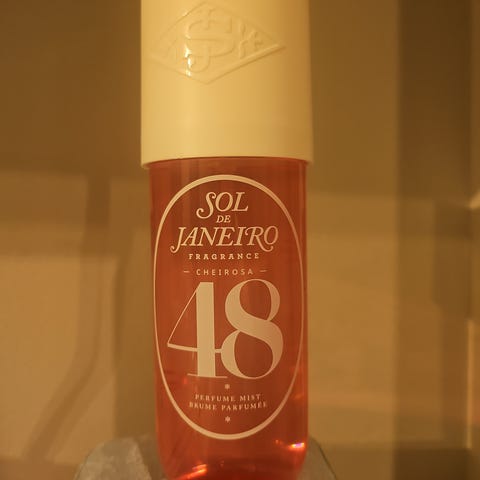 SOL
DE
JANEIRO
FRAGRANCE
— CHEIROSA —
48
PERFUME MIST
BRUME PARFUMÉE